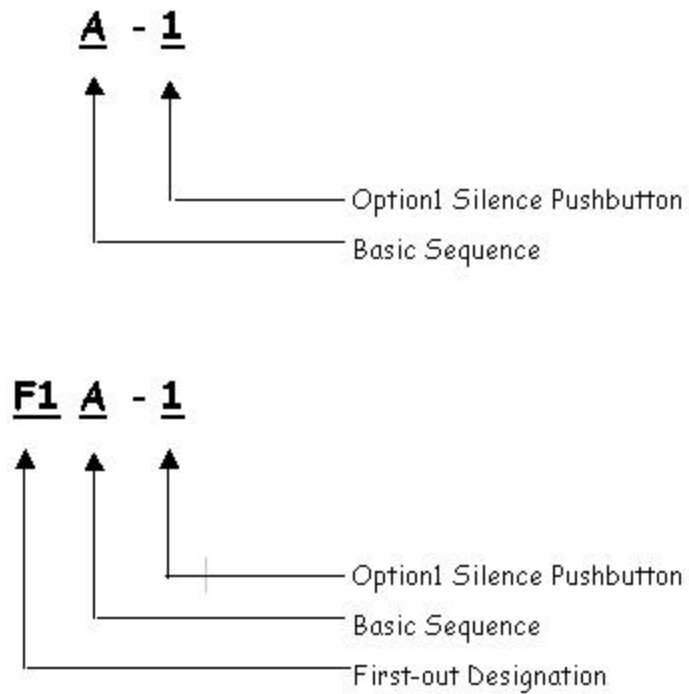 A - 1
Option1 Silence Pushbutton
Basic Sequence
F1 A - 1
Option1 Silence Pushbutton
Basic Sequence
First-out Designation